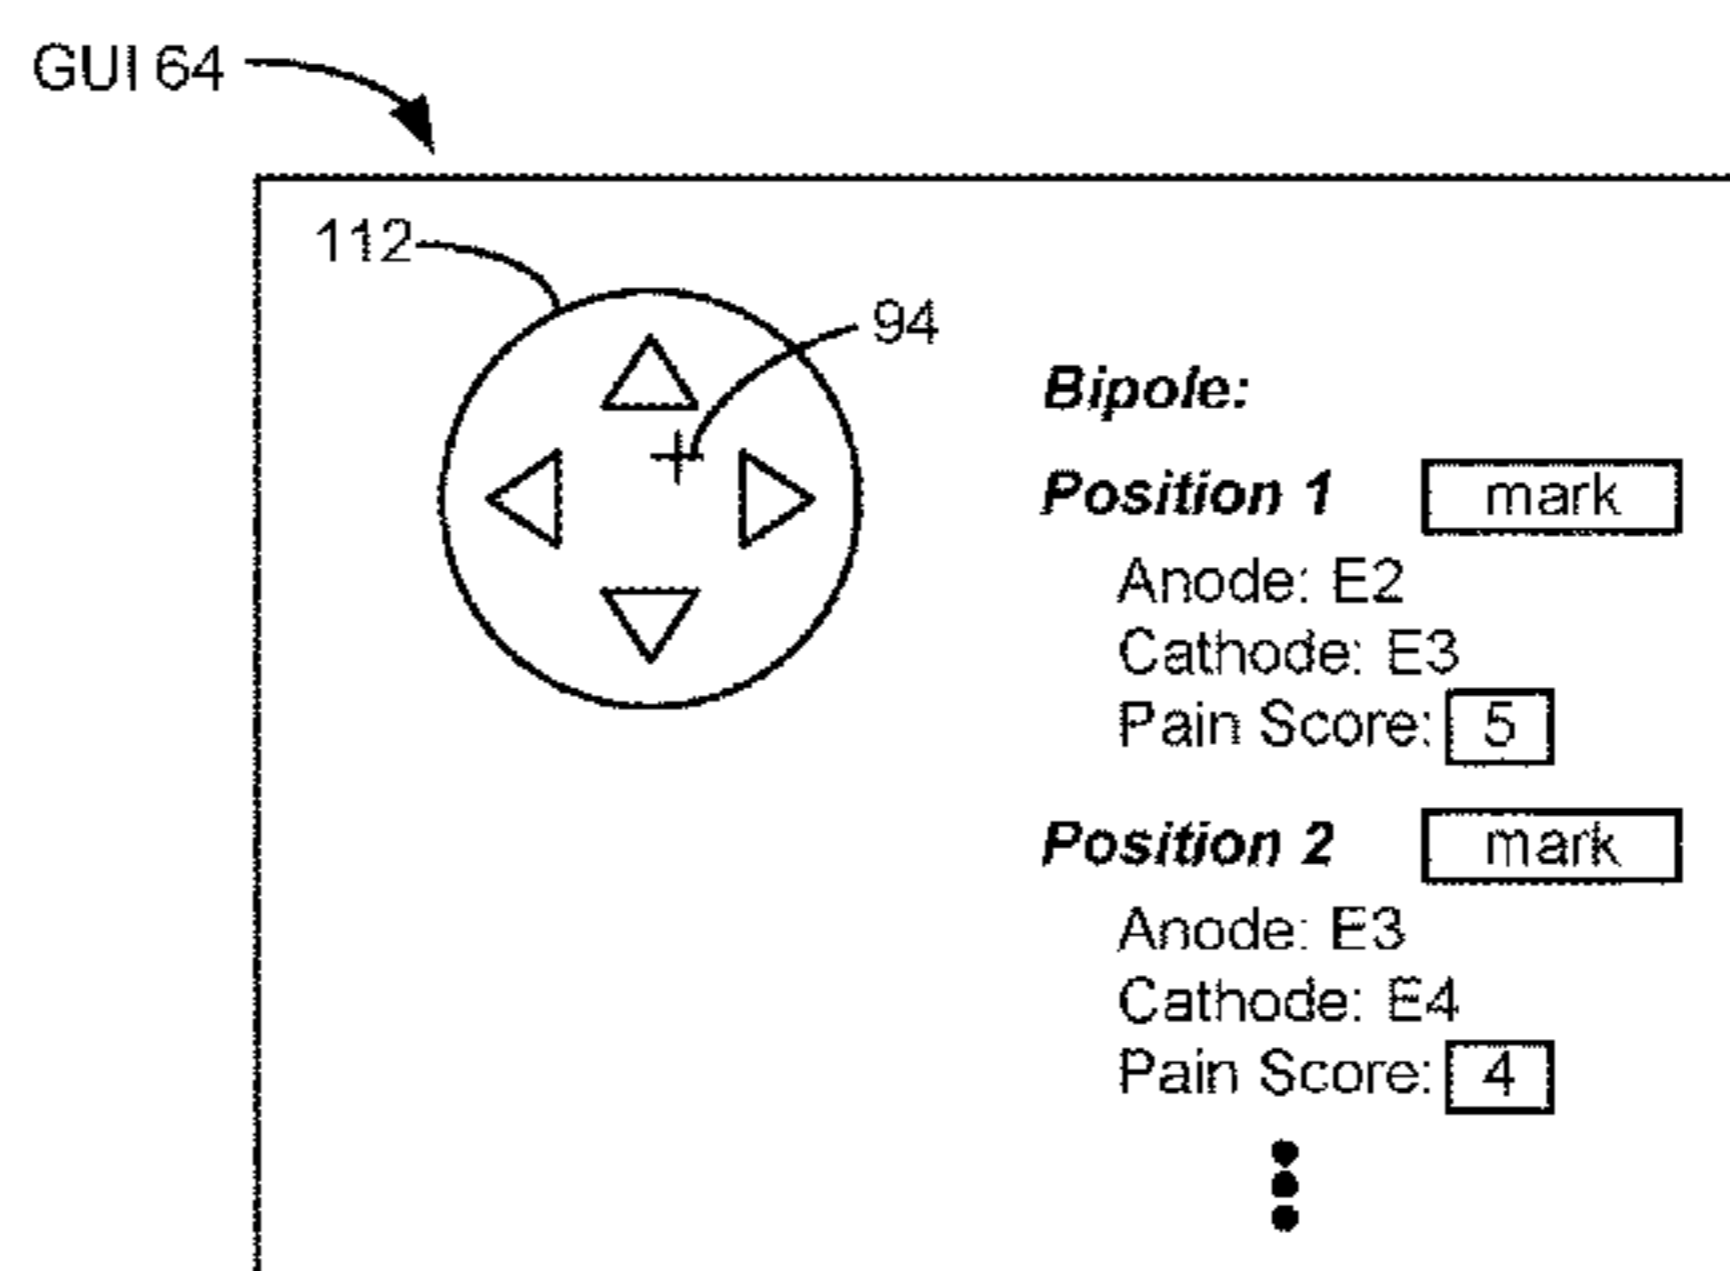 GUI 64
112
94
Bipole:
Position 1 mark
Anode: E2
Cathode: E3
Pain Score: 5
Position 2 mark
Anode: E3
Cathode: E4
Pain Score: 4